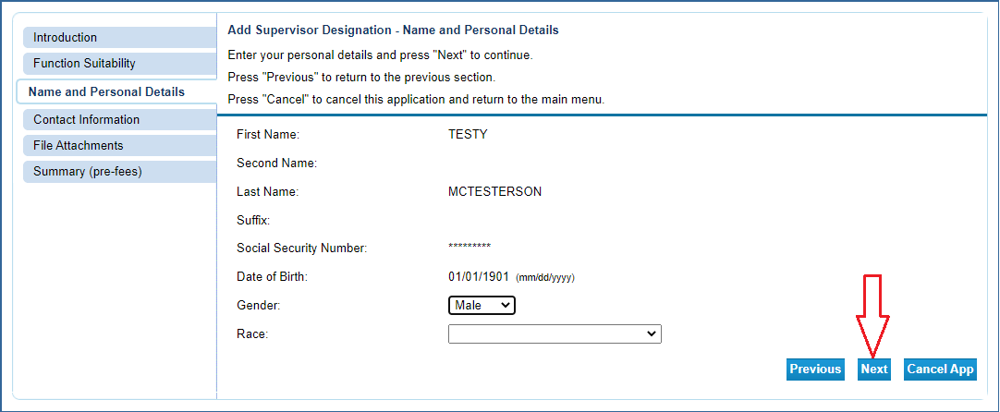 Introduction
Function Suitability
Name and Personal Details
Contact Information
File Attachments
Summary (pre-fees)
Add Supervisor Designation - Name and Personal Details
Enter your personal details and press "Next" to continue.
Press "Previous" to return to the previous section.
Press "Cancel" to cancel this application and return to the main menu.
First Name: TESTY
Second Name:
Last Name: MCTESTERSON
Suffix:
Social Security Number: *********
Date of Birth: 01/01/1901 (mm/dd/yyyy)
Gender: Male
Race:
Previous Next Cancel App